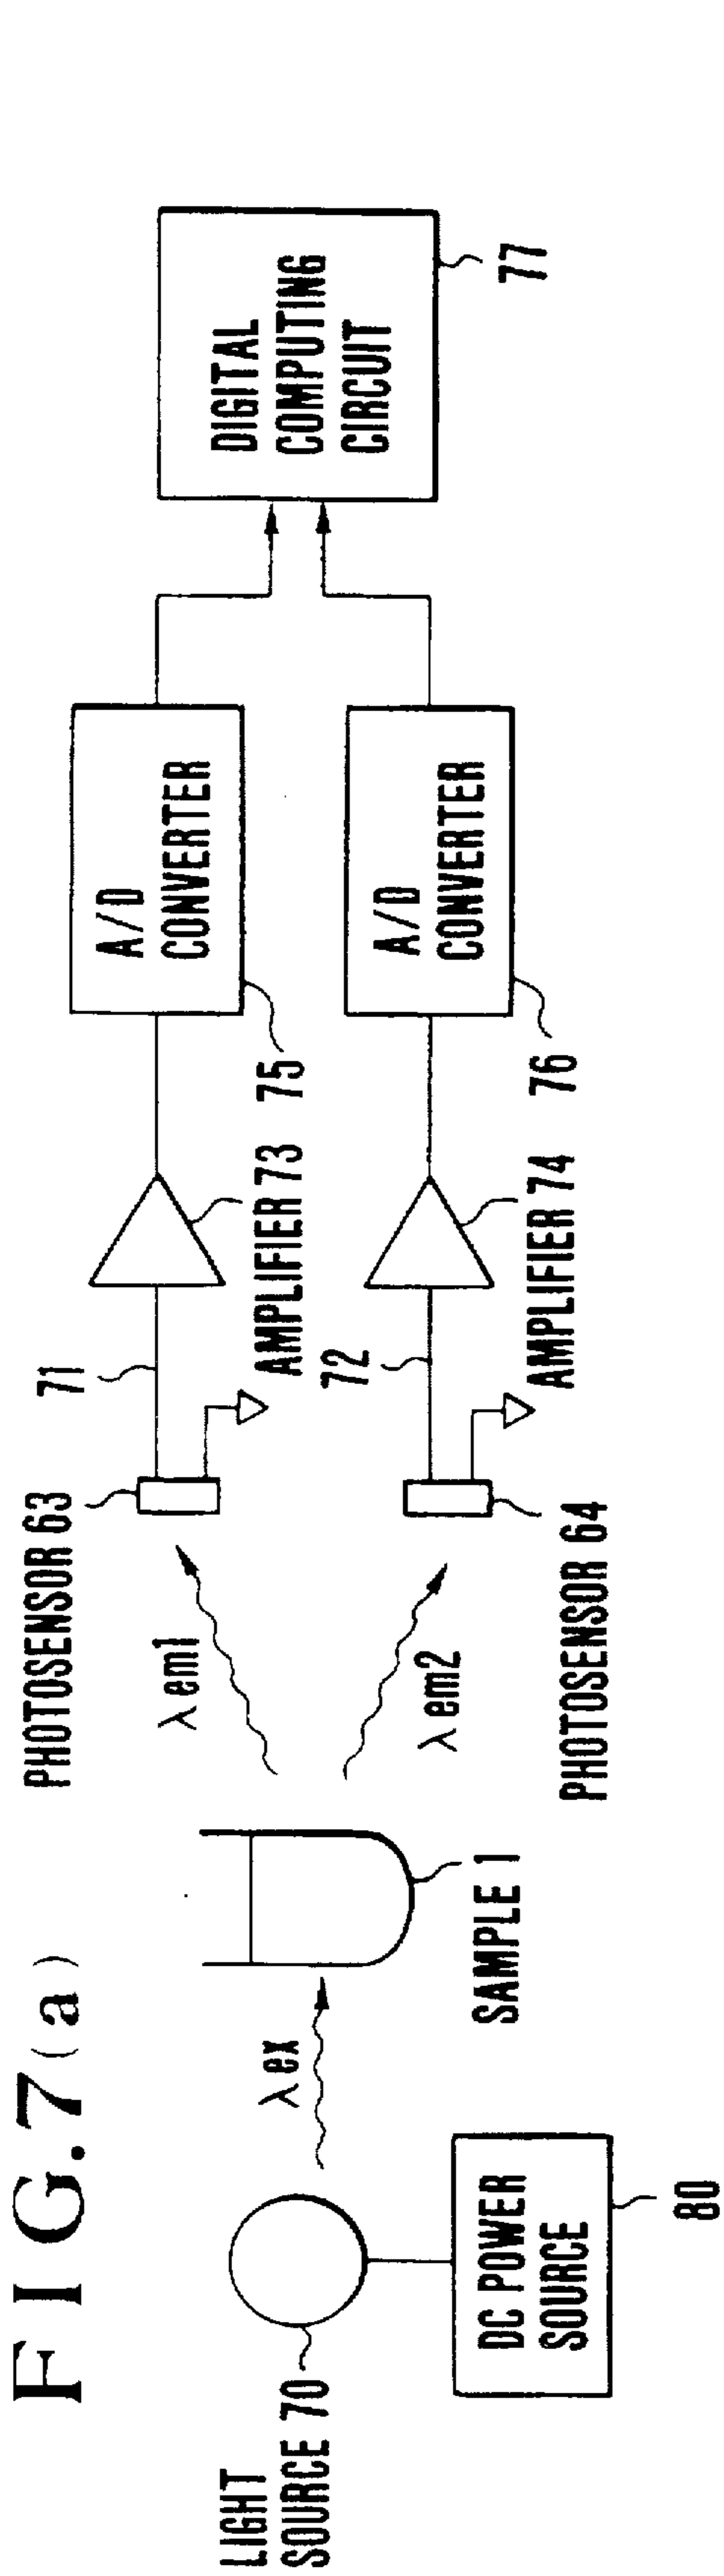 FIG.7(a)
LIGHT
SOURCE 70
DC POWER
SOURCE
80
λex
SAMPLE 1
λem1
λem2
PHOTOSENSOR 63
PHOTOSENSOR 64
71
72
AMPLIFIER 73
AMPLIFIER 74
A/D
CONVERTER
75
A/D
CONVERTER
76
DIGITAL
COMPUTING
CIRCUIT
77